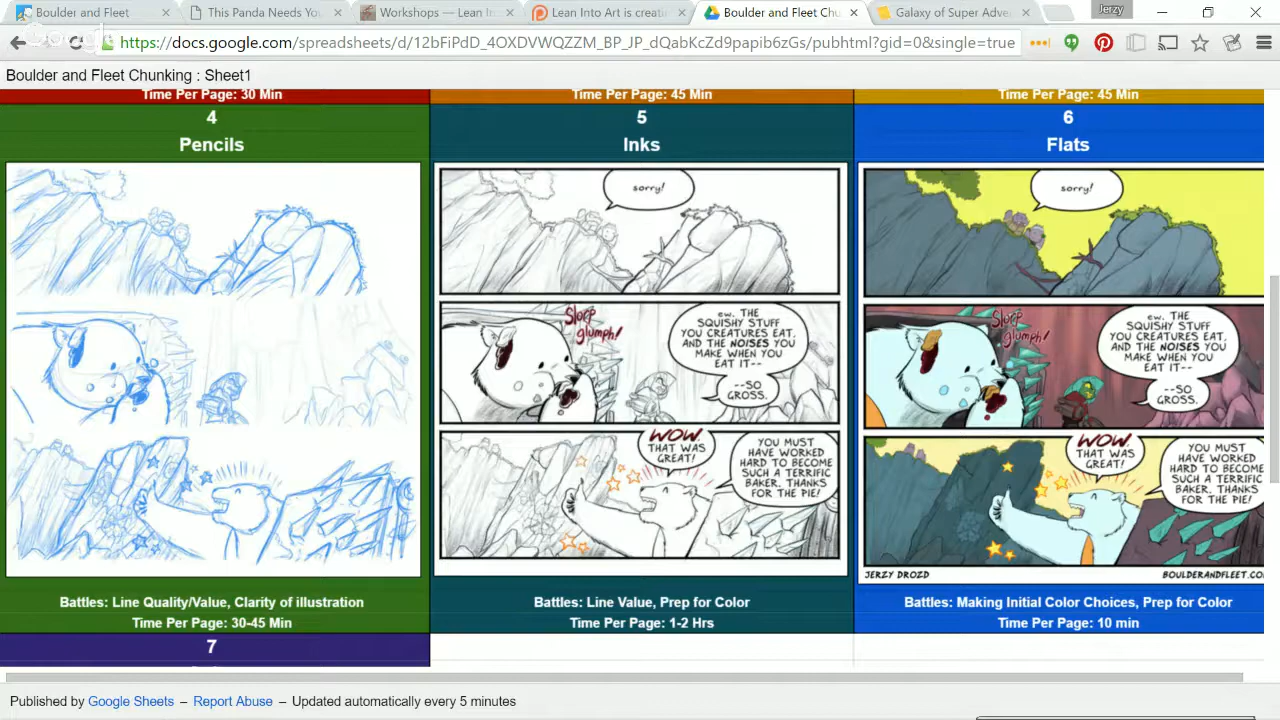 Boulder and Fleet
This Panda Needs Yo
Workshops — Lean In
Lean Into Art is creati
Boulder and Fleet Chu
Galaxy of Super Adve
Jerzy
https://docs.google.com/spreadsheets/d/12bFiPdD_4OXDVWQZZM_BP_JP_dQabKcZd9papib6zGs/pubhtml?gid=0&single=true
Boulder and Fleet Chunking : Sheet1
Time Per Page: 30 Min
Time Per Page: 45 Min
Time Per Page: 45 Min
4
Pencils
5
Inks
6
Flats
sorry!
Slorp
glumph!
ew. THE
SQUISHY STUFF
YOU CREATURES EAT,
AND THE NOISES YOU
MAKE WHEN YOU
EAT IT--
--SO
GROSS.
WOW.
THAT WAS
GREAT!
YOU MUST
HAVE WORKED
HARD TO BECOME
SUCH A TERRIFIC
BAKER. THANKS
FOR THE PIE!
sorry!
Slorp
glumph!
ew. THE
SQUISHY STUFF
YOU CREATURES EAT,
AND THE NOISES YOU
MAKE WHEN YOU
EAT IT--
--SO
GROSS.
WOW.
THAT WAS
GREAT!
YOU MUST
HAVE WORKED
HARD TO BECOME
SUCH A TERRIFIC
BAKER. THANKS
FOR THE PIE!
JERZY DROZD
BOULDERANDFLEET.CO
Battles: Line Quality/Value, Clarity of illustration
Time Per Page: 30-45 Min
Battles: Line Value, Prep for Color
Time Per Page: 1-2 Hrs
Battles: Making Initial Color Choices, Prep for Color
Time Per Page: 10 min
7
Published by Google Sheets – Report Abuse – Updated automatically every 5 minutes